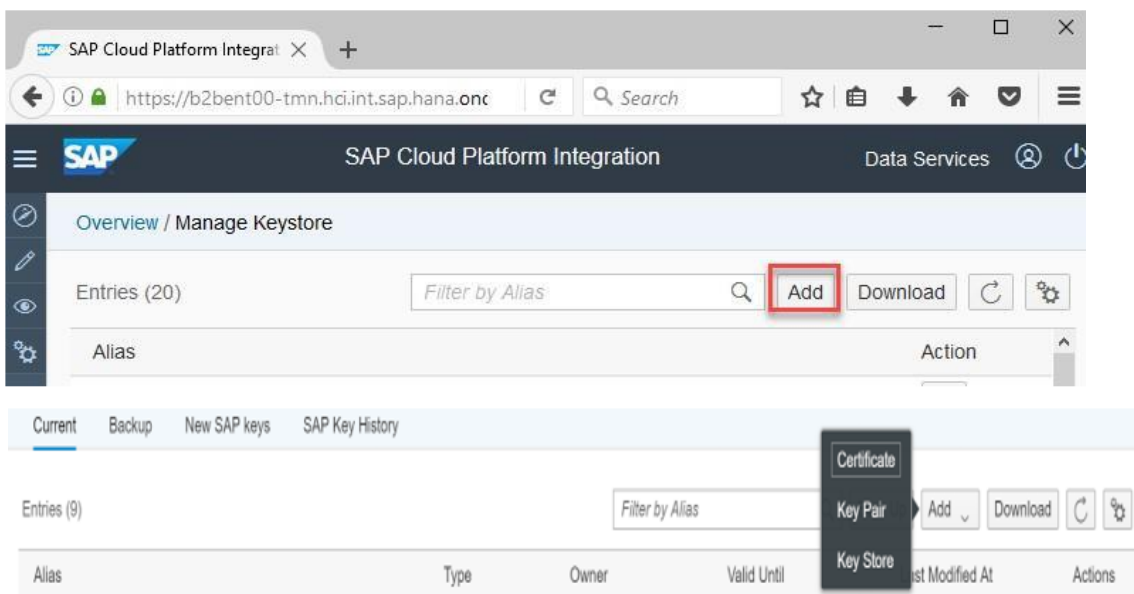 SAP SAP Cloud Platform Integrat
https://b2bent00-tmn.hci.int.sap.hana.onc Search
SAP SAP Cloud Platform Integration Data Services
Overview / Manage Keystore
Entries (20) Filter by Alias Add Download
Alias Action
Current Backup New SAP keys SAP Key History
Certificate
Entries (9) Filter by Alias Key Pair Add Download
Key Store
Alias Type Owner Valid Until ast Modified At Actions